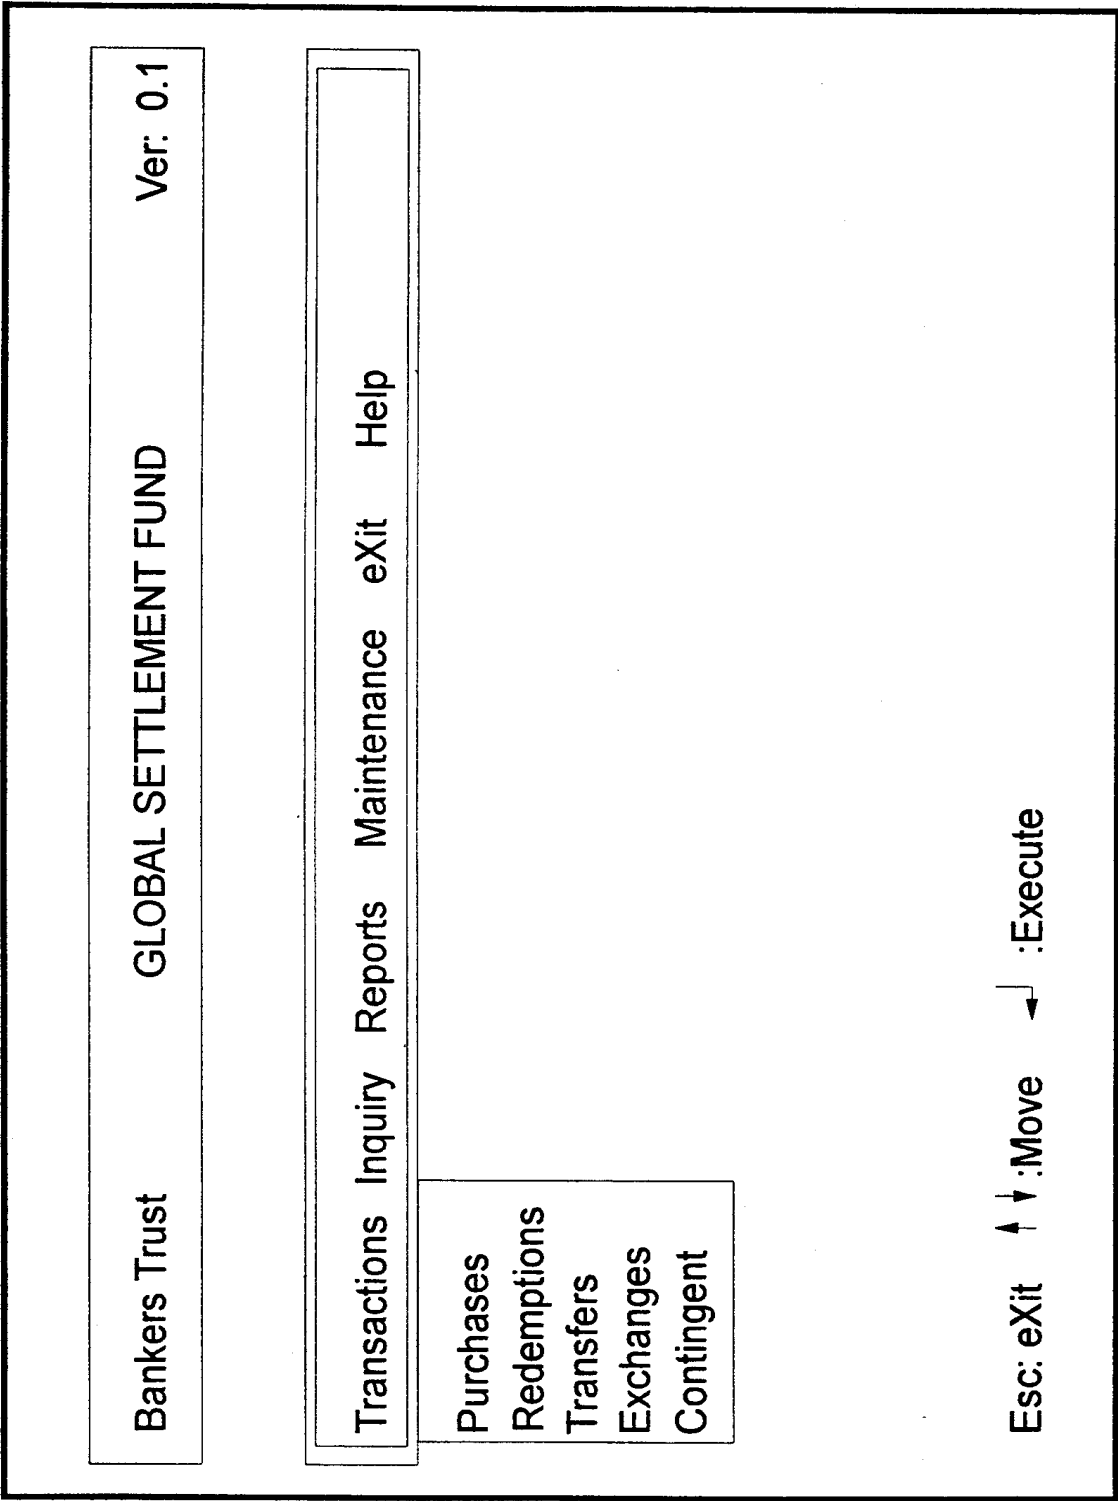 Bankers Trust GLOBAL SETTLEMENT FUND Ver: 0.1
Transactions Inquiry Reports Maintenance eXit Help
Purchases
Redemptions
Transfers
Exchanges
Contingent
Esc: eXit :Move :Execute